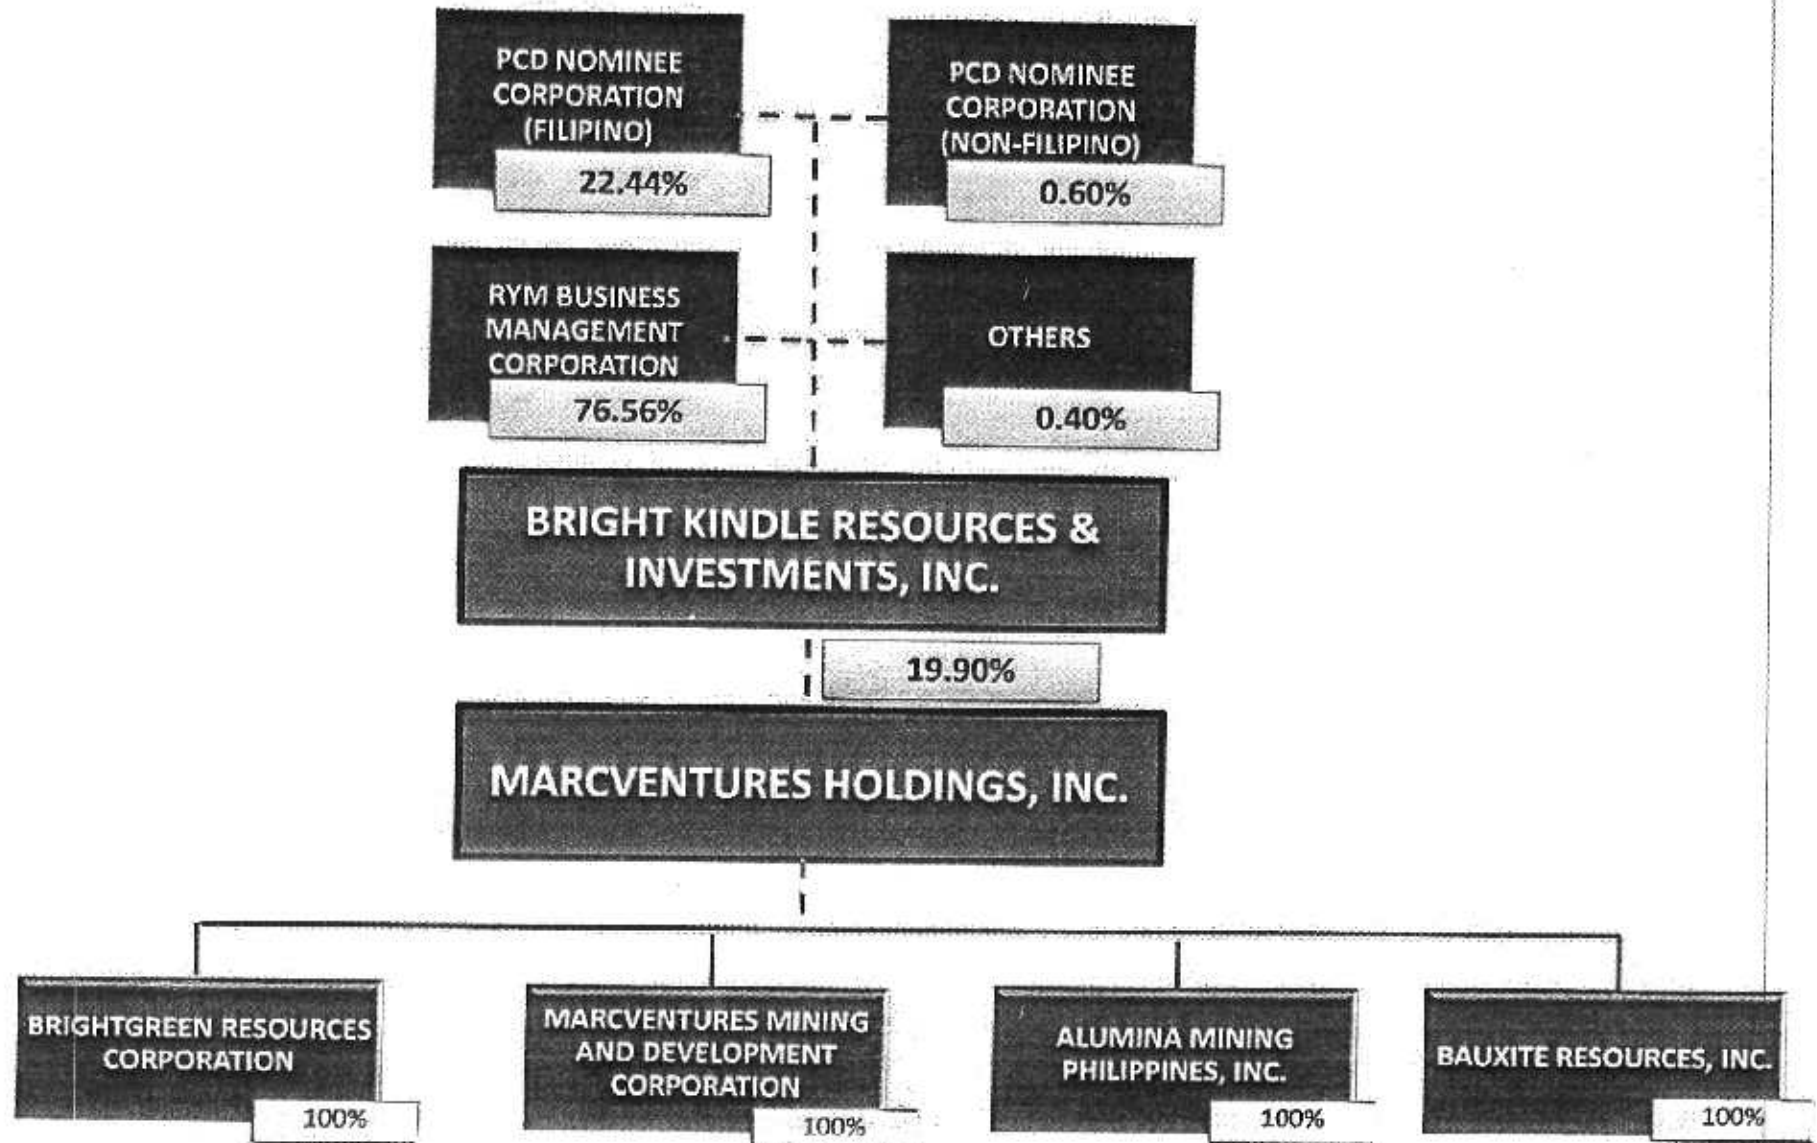 PCD NOMINEE
CORPORATION
(FILIPINO)
22.44%
PCD NOMINEE
CORPORATION
(NON-FILIPINO)
0.60%
RYM BUSINESS
MANAGEMENT
CORPORATION
76.56%
OTHERS
0.40%
BRIGHT KINDLE RESOURCES &
INVESTMENTS, INC.
19.90%
MARCVENTURES HOLDINGS, INC.
BRIGHTGREEN RESOURCES
CORPORATION
100%
MARCVENTURES MINING
AND DEVELOPMENT
CORPORATION
100%
ALUMINA MINING
PHILIPPINES, INC.
100%
BAUXITE RESOURCES, INC.
100%